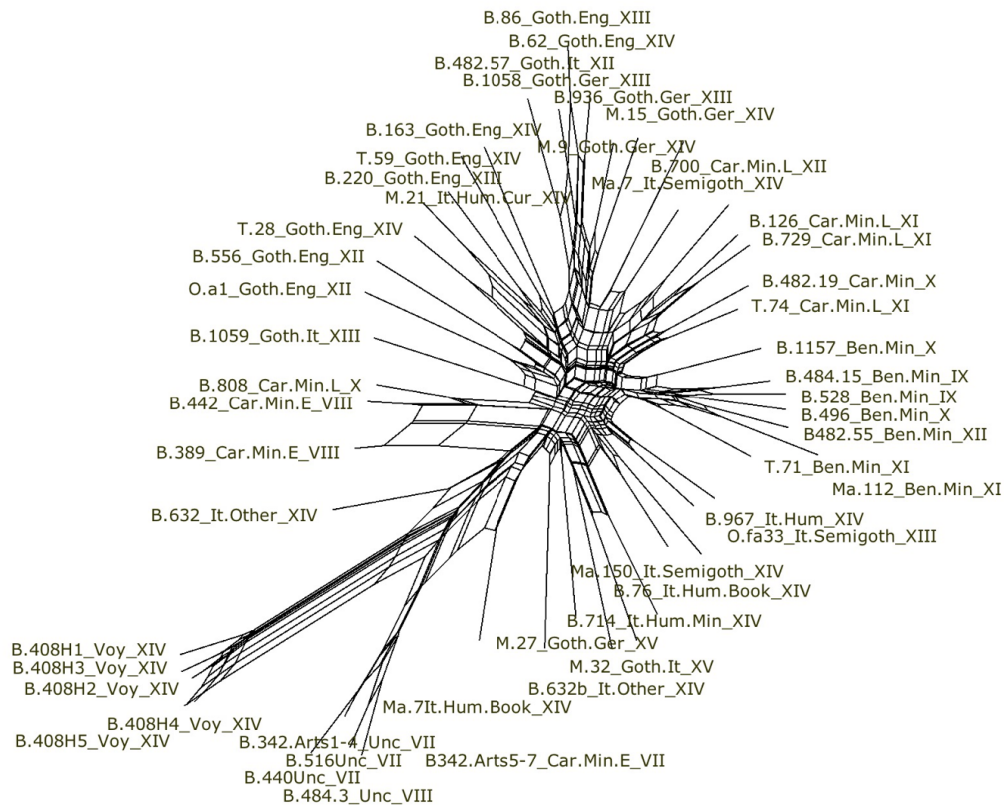 B.86_Goth.Eng_XIII
B.62_Goth.Eng_XIV
B.482.57_Goth.It_XII
B.1058_Goth.Ger_XIII
B.936_Goth.Ger_XIII
M.15_Goth.Ger_XIV
B.163_Goth.Eng_XIV
M.9_Goth.Ger_XIV
T.59_Goth.Eng_XIV
B.700_Car.Min.L_XII
B.220_Goth.Eng_XIII
Ma.7_It.Semigoth_XIV
M.21_It.Hum.Cur_XIV
B.126_Car.Min.L_XI
T.28_Goth.Eng_XIV
B.729_Car.Min.L_XI
B.556_Goth.Eng_XII
B.482.19_Car.Min_X
O.a1_Goth.Eng_XII
T.74_Car.Min.L_XI
B.1059_Goth.It_XIII
B.1157_Ben.Min_X
B.808_Car.Min.L_X
B.484.15_Ben.Min_IX
B.528_Ben.Min_IX
B.442_Car.Min.E_VIII
B.496_Ben.Min_X
B482.55_Ben.Min_XII
B.389_Car.Min.E_VIII
T.71_Ben.Min_XI
Ma.112_Ben.Min_XI
B.632_It.Other_XIV
B.967_It.Hum_XIV
O.fa33_It.Semigoth_XIII
Ma.150_It.Semigoth_XIV
B.76_It.Hum.Book_XIV
B.714_It.Hum.Min_XIV
M.27_Goth.Ger_XV
B.408H1_Voy_XIV
B.408H3_Voy_XIV
M.32_Goth.It_XV
B.408H2_Voy_XIV
B.632b_It.Other_XIV
Ma.7It.Hum.Book_XIV
B.408H4_Voy_XIV
B.408H5_Voy_XIV
B.342.Arts1-4_Unc_VII
B.516Unc_VII
B342.Arts5-7_Car.Min.E_VII
B.440Unc_VII
B.484.3_Unc_VIII